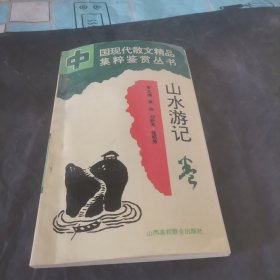 中国现代散文精品
集粹鉴赏丛书
山水游记
卷
山西高校联合出版社